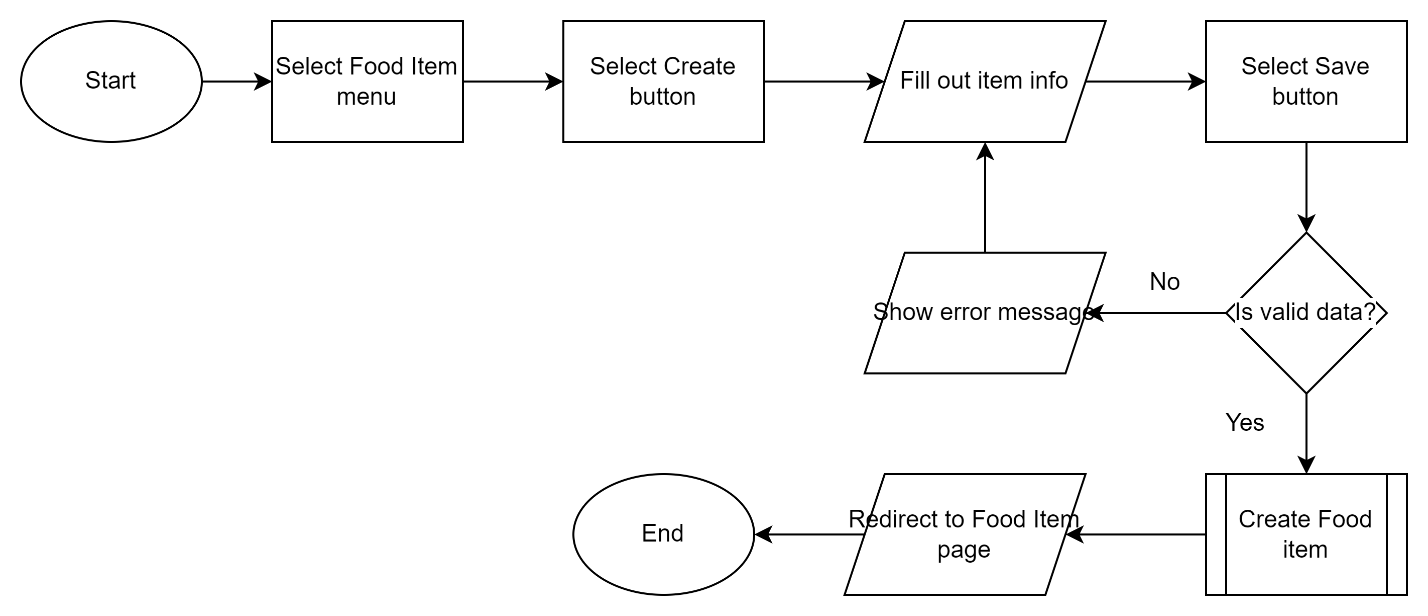 Start
Select Food Item
menu
Select Create
button
Fill out item info
Select Save
button
No
Show error message
Is valid data?
Yes
End
Redirect to Food Item
page
Create Food
item